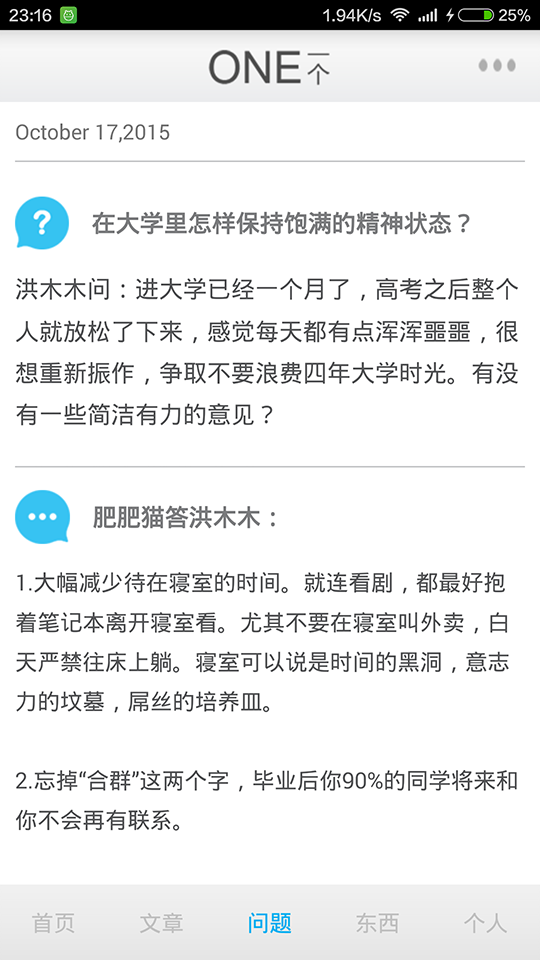 23:16 1.94K/s 25%
ONE一个
October 17,2015
在大学里怎样保持饱满的精神状态？
洪木木问：进大学已经一个月了，高考之后整个
人就放松了下来，感觉每天都有点浑浑噩噩，很
想重新振作，争取不要浪费四年大学时光。有没
有一些简洁有力的意见？
肥肥猫答洪木木：
1.大幅减少待在寝室的时间。就连看剧，都最好抱
着笔记本离开寝室看。尤其不要在寝室叫外卖，白
天严禁往床上躺。寝室可以说是时间的黑洞，意志
力的坟墓，屌丝的培养皿。
2.忘掉“合群”这两个字，毕业后你90%的同学将来和
你不会再有联系。
首页 文章 问题 东西 个人